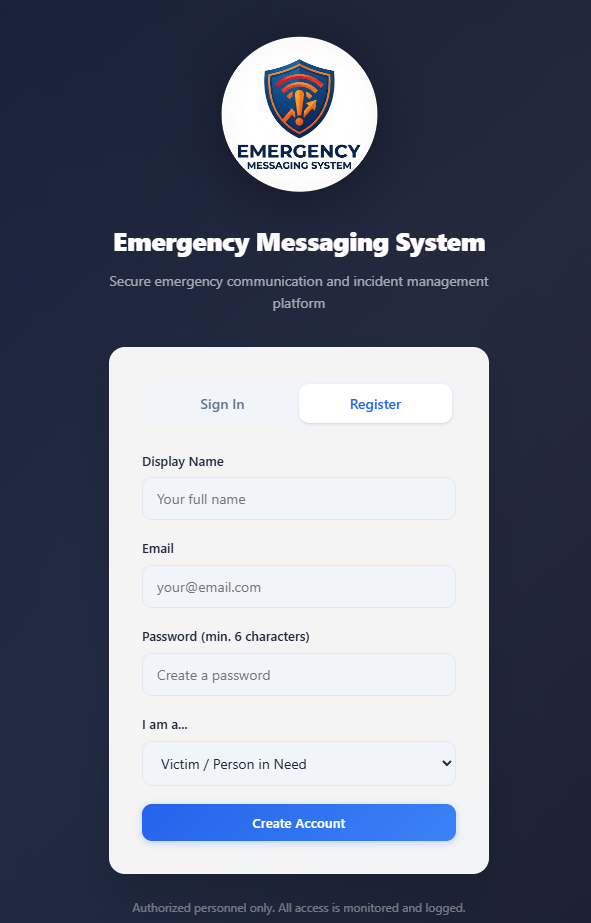 EMERGENCY
MESSAGING SYSTEM
Emergency Messaging System
Secure emergency communication and incident management
platform
Sign In
Register
Display Name
Your full name
Email
your@email.com
Password (min. 6 characters)
Create a password
I am a...
Victim / Person in Need
Create Account
Authorized personnel only. All access is monitored and logged.